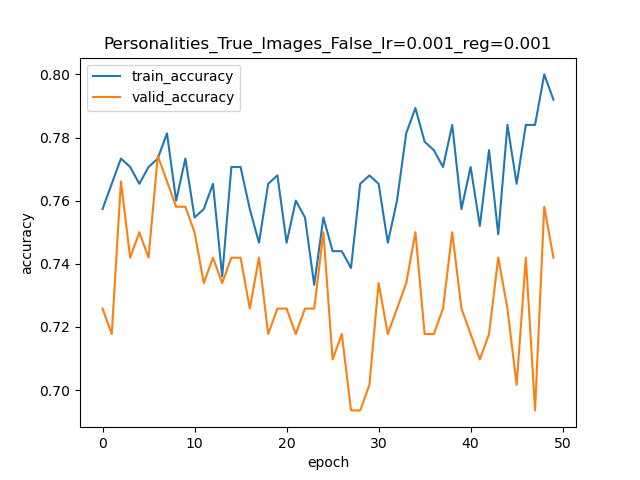 Personalities_True_Images_False_lr=0.001_reg=0.001
train_accuracy
valid_accuracy
0.80
0.78
0.76
0.74
0.72
0.70
accuracy
0 10 20 30 40 50
epoch